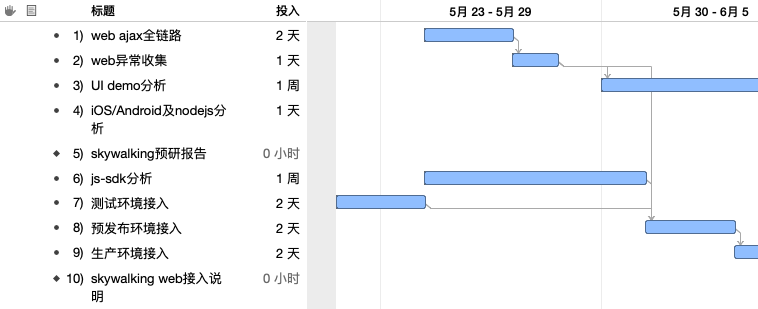 标题 投入 5月 23 - 5月 29 5月 30 - 6月 5
1) web ajax全链路 2 天
2) web异常收集 1 天
3) UI demo分析 1 周
4) iOS/Android及nodejs分 1 天
析
5) skywalking预研报告 0 小时
6) js-sdk分析 1 周
7) 测试环境接入 2 天
8) 预发布环境接入 2 天
9) 生产环境接入 2 天
10) skywalking web接入说 0 小时
明